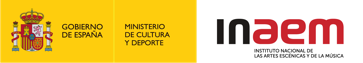 GOBIERNO
DE ESPAÑA
MINISTERIO
DE CULTURA
Y DEPORTE
inaem
INSTITUTO NACIONAL DE
LAS ARTES ESCÉNICAS Y DE LA MÚSICA